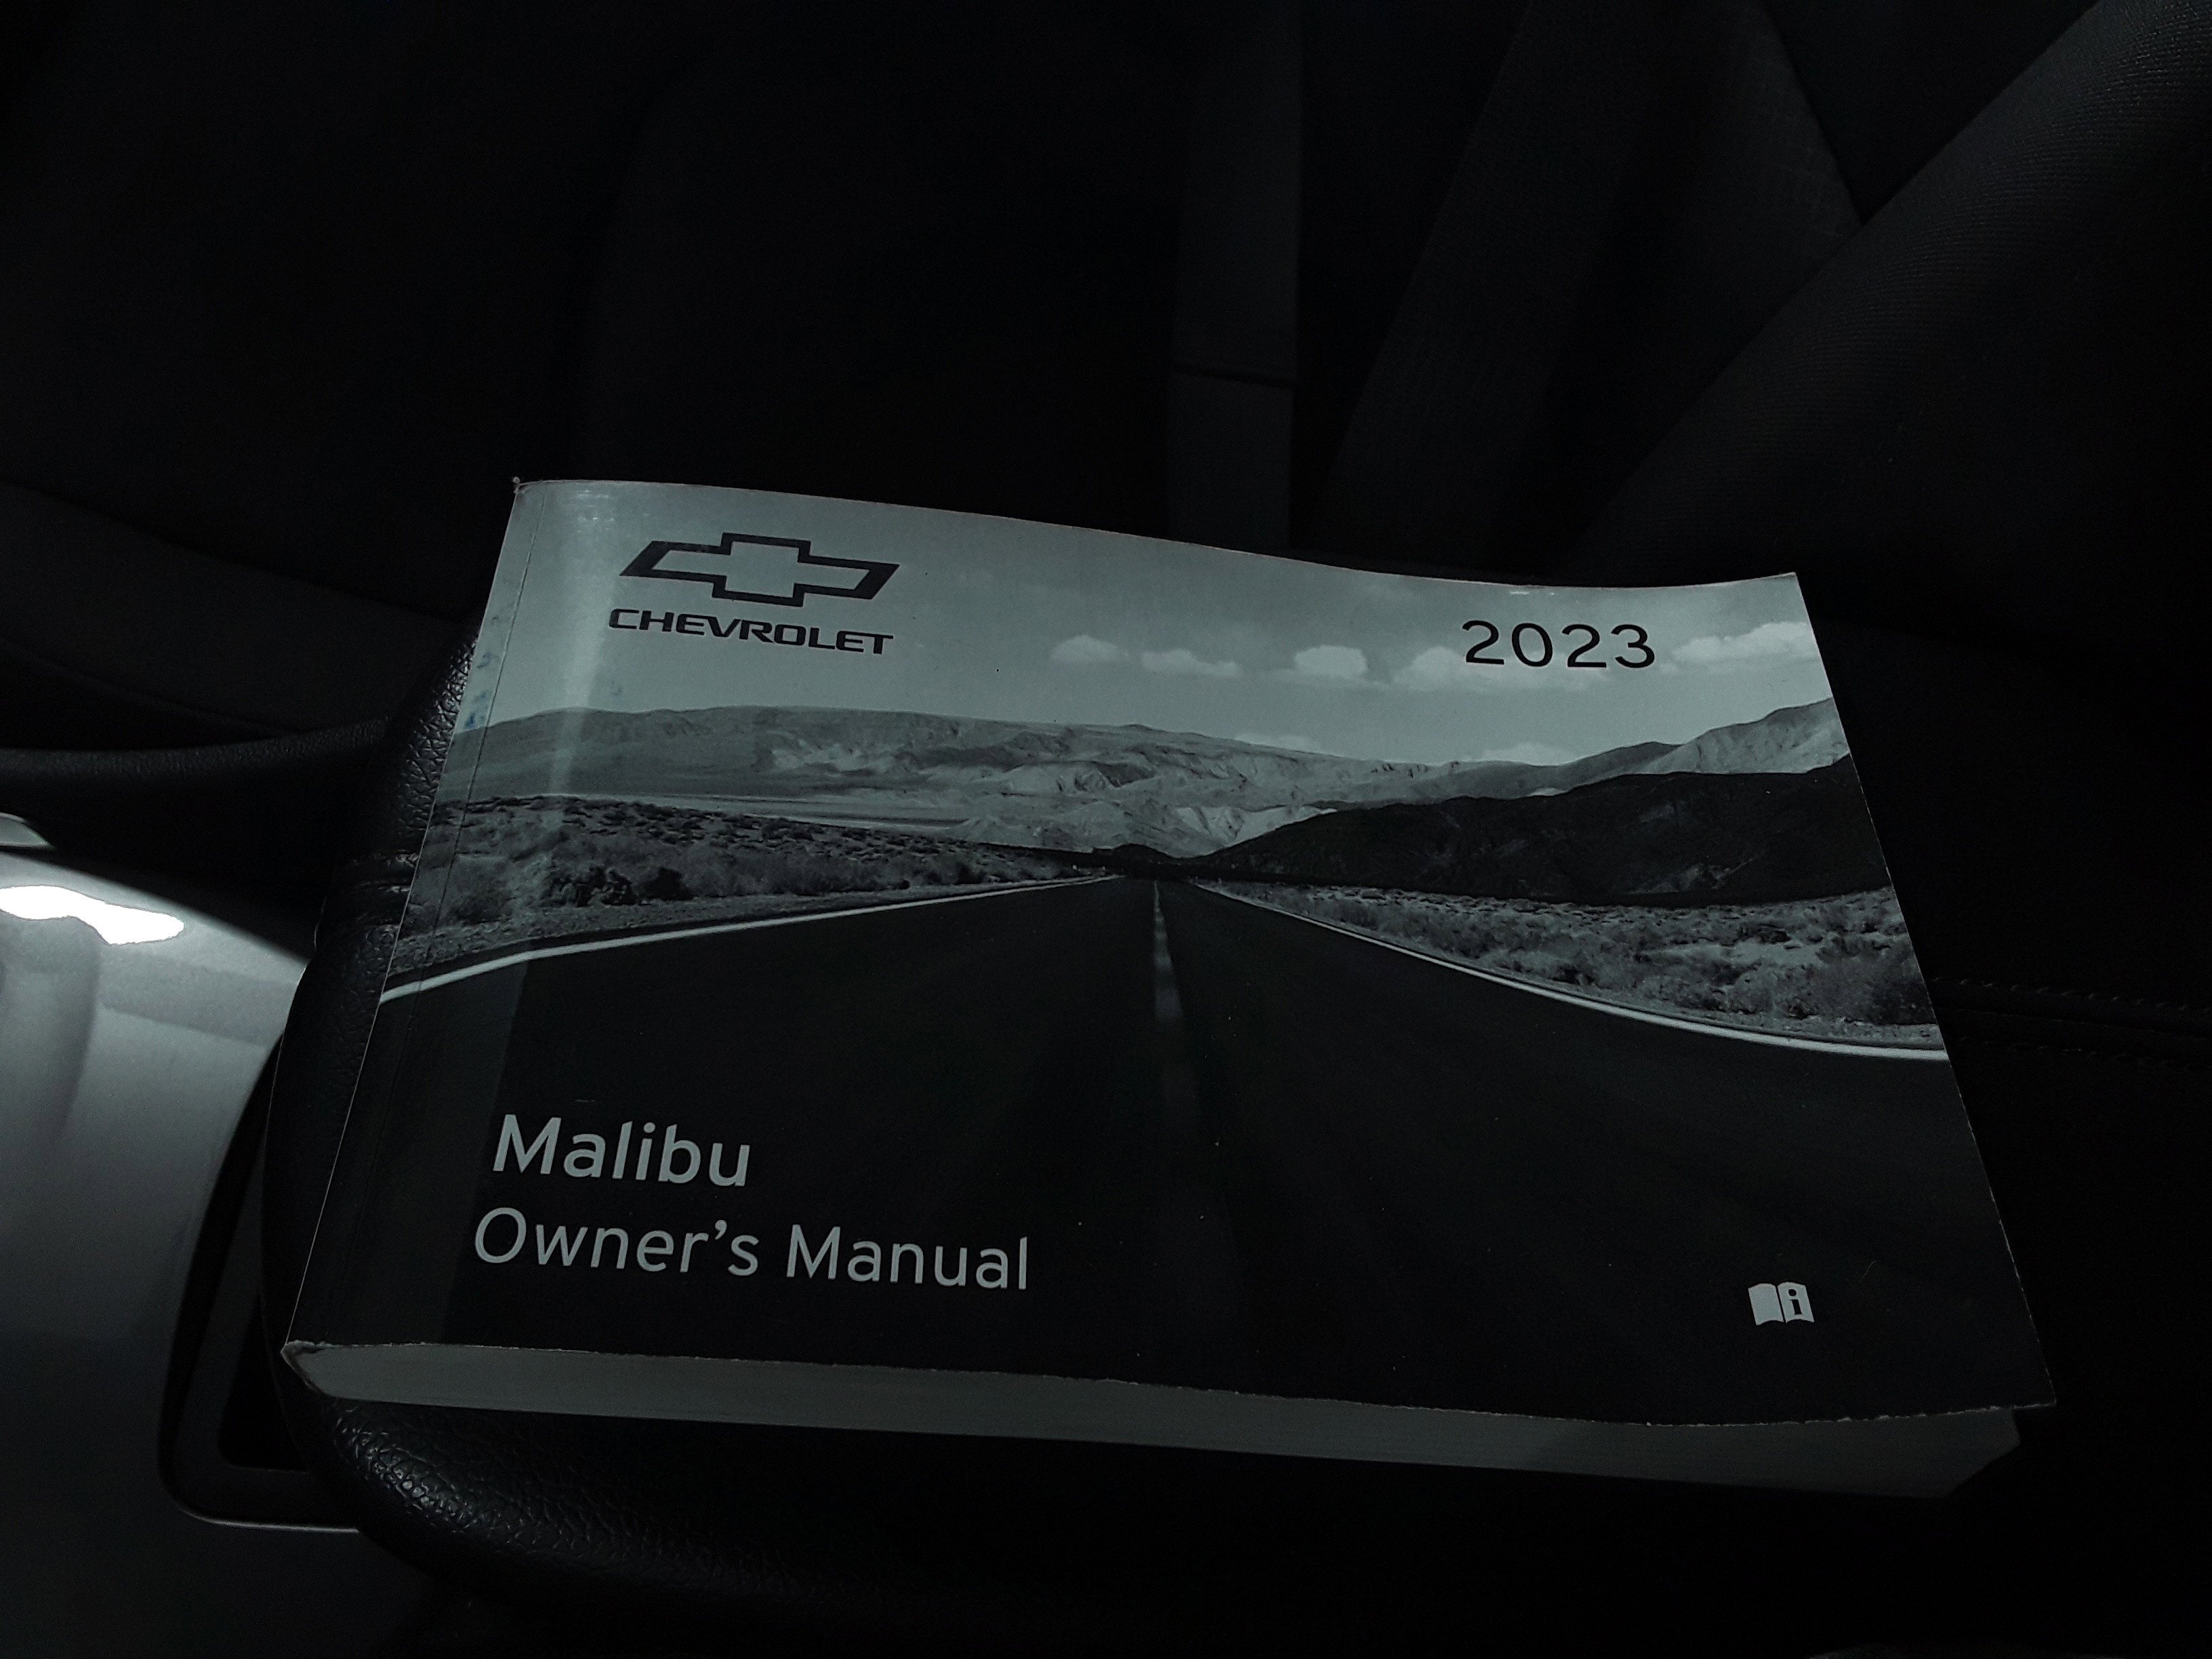 CHEVROLET
2023
Malibu
Owner's Manual
i